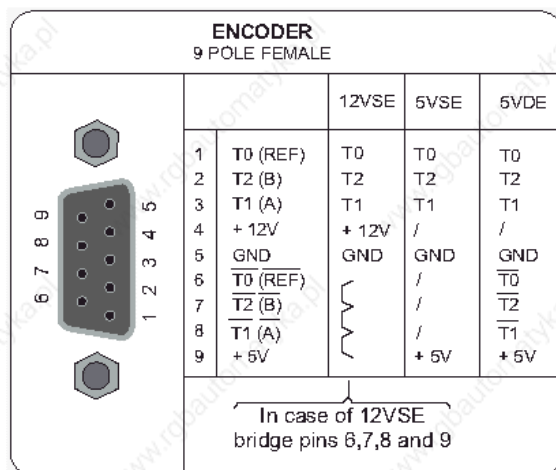 ENCODER
9 POLE FEMALE
12VSE 5VSE 5VDE
1 T0 (REF) T0 T0 T0
2 T2 (B) T2 T2 T2
3 T1 (A) T1 T1 T1
4 + 12V + 12V / /
5 GND GND GND GND
6 T0 (REF) / T0
7 T2 (B) / T2
8 T1 (A) / T1
9 + 5V + 5V + 5V
9 8 7 6
5 4 3 2 1
In case of 12VSE
bridge pins 6,7,8 and 9
www.rgbautomatyka.pl